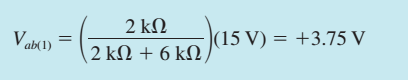 V_ab(1) = (2 kΩ / (2 kΩ + 6 kΩ))(15 V) = +3.75 V